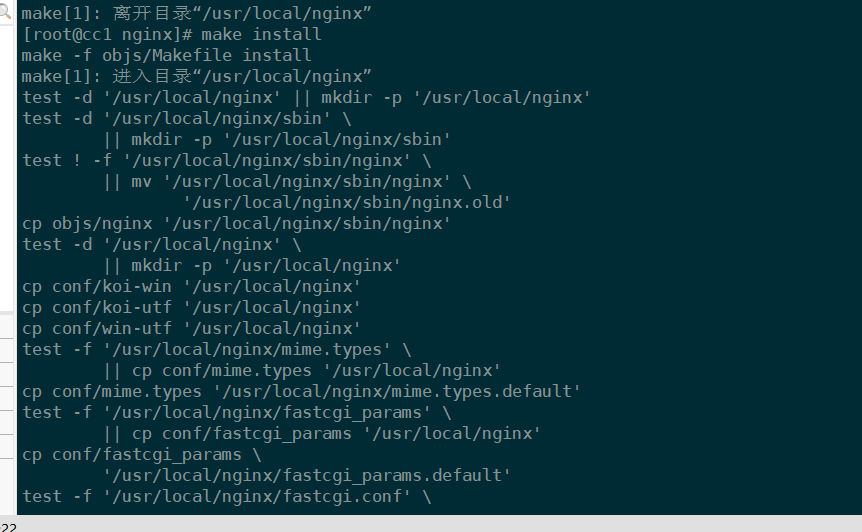 make[1]: 离开目录“/usr/local/nginx”
[root@cc1 nginx]# make install
make -f objs/Makefile install
make[1]: 进入目录“/usr/local/nginx”
test -d '/usr/local/nginx' || mkdir -p '/usr/local/nginx'
test -d '/usr/local/nginx/sbin' \
        || mkdir -p '/usr/local/nginx/sbin'
test ! -f '/usr/local/nginx/sbin/nginx' \
        || mv '/usr/local/nginx/sbin/nginx' \
                '/usr/local/nginx/sbin/nginx.old'
cp objs/nginx '/usr/local/nginx/sbin/nginx'
test -d '/usr/local/nginx' \
        || mkdir -p '/usr/local/nginx'
cp conf/koi-win '/usr/local/nginx'
cp conf/koi-utf '/usr/local/nginx'
cp conf/win-utf '/usr/local/nginx'
test -f '/usr/local/nginx/mime.types' \
        || cp conf/mime.types '/usr/local/nginx'
cp conf/mime.types '/usr/local/nginx/mime.types.default'
test -f '/usr/local/nginx/fastcgi_params' \
        || cp conf/fastcgi_params '/usr/local/nginx'
cp conf/fastcgi_params \
        '/usr/local/nginx/fastcgi_params.default'
test -f '/usr/local/nginx/fastcgi.conf' \